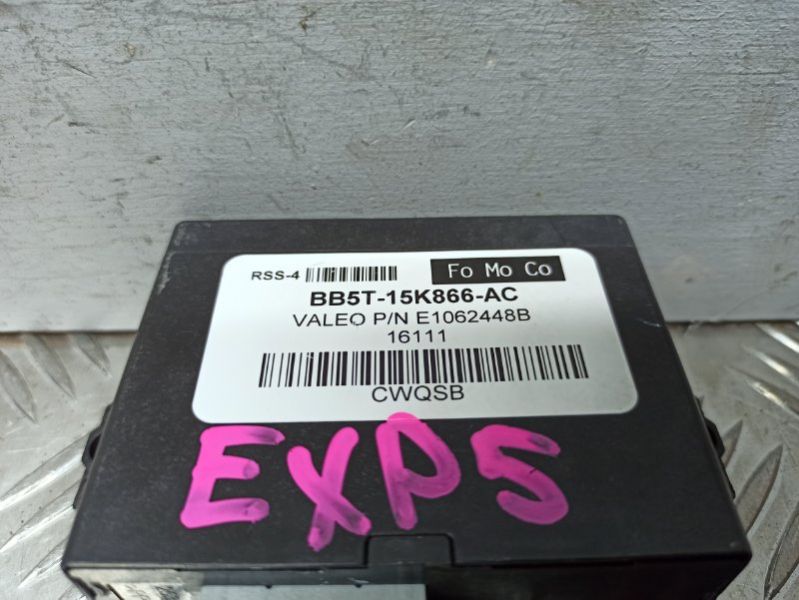 RSS-4 Fo Mo Co
BB5T-15K866-AC
VALEO P/N E1062448B
16111
CWQSB
EXP5